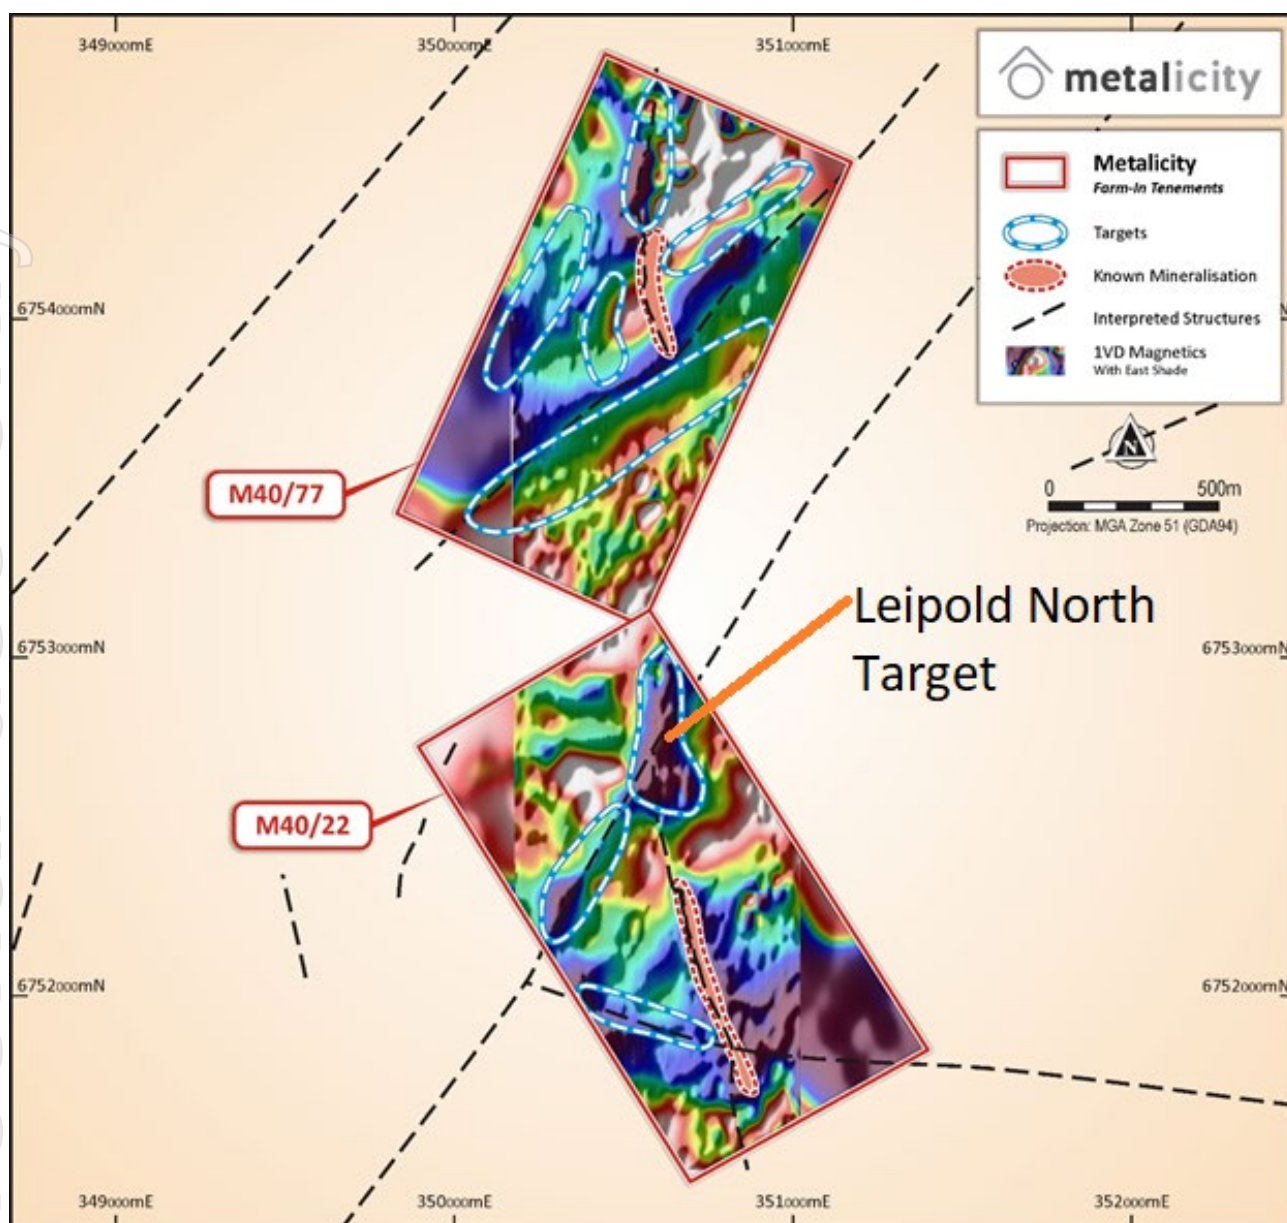 349000mE
350000mE
351000mE
metalicity
Metalicity
Farm-In Tenements
Targets
Known Mineralisation
Interpreted Structures
1VD Magnetics
With East Shade
6754000mN
N
0 500m
Projection: MGA Zone 51 (GDA94)
M40/77
Leipold North
Target
6753000mN
6753000mN
M40/22
6752000mN
6752000mN
349000mE
350000mE
351000mE
352000mE